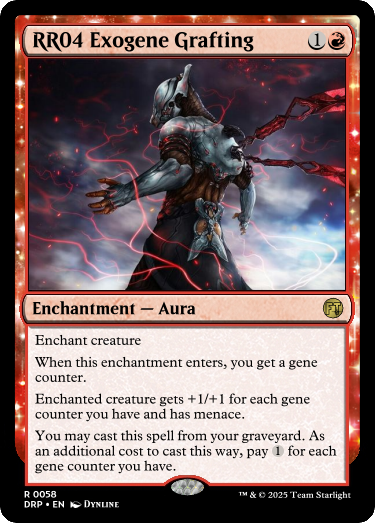 RR04 Exogene Grafting 1
Enchantment — Aura
FT
Enchant creature
When this enchantment enters, you get a gene
counter.
Enchanted creature gets +1/+1 for each gene
counter you have and has menace.
You may cast this spell from your graveyard. As
an additional cost to cast this way, pay 1 for each
gene counter you have.
R 0058
DRP • EN DYNLINE
™ & © 2025 Team Starlight